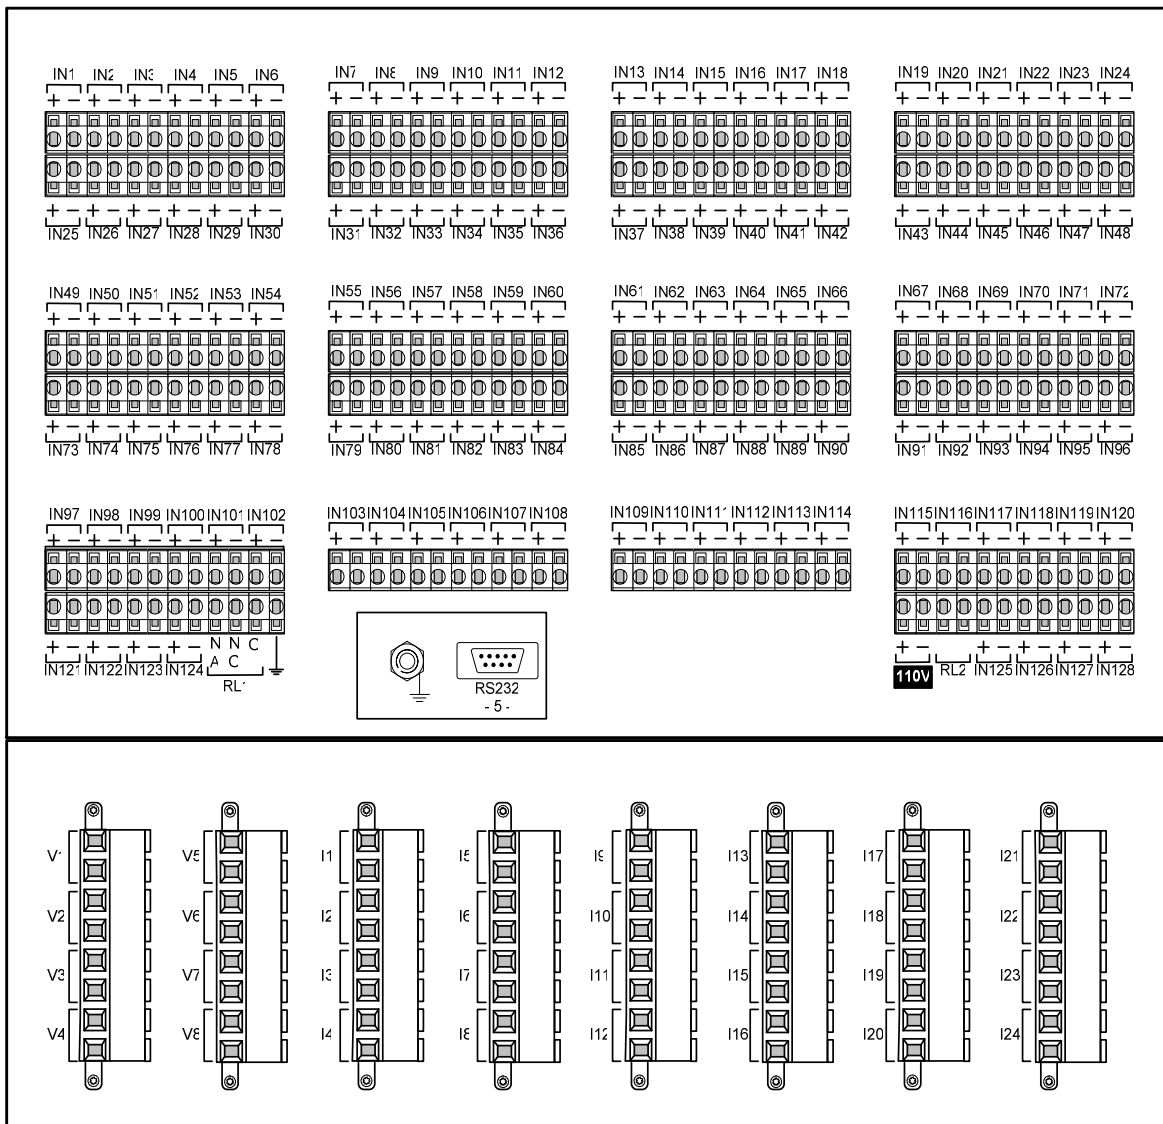 IN1 IN2 IN3 IN4 IN5 IN6 IN7 IN8 IN9 IN10 IN11 IN12 IN13 IN14 IN15 IN16 IN17 IN18 IN19 IN20 IN21 IN22 IN23 IN24
+ − + − + − + − + − + − + − + − + − + − + − + − + − + − + − + − + − + − + − + − + − + − + − + −
+ − + − + − + − + − + − + − + − + − + − + − + − + − + − + − + − + − + − + − + − + − + − + − + −
IN25 IN26 IN27 IN28 IN29 IN30 IN31 IN32 IN33 IN34 IN35 IN36 IN37 IN38 IN39 IN40 IN41 IN42 IN43 IN44 IN45 IN46 IN47 IN48
IN49 IN50 IN51 IN52 IN53 IN54 IN55 IN56 IN57 IN58 IN59 IN60 IN61 IN62 IN63 IN64 IN65 IN66 IN67 IN68 IN69 IN70 IN71 IN72
+ − + − + − + − + − + − + − + − + − + − + − + − + − + − + − + − + − + − + − + − + − + − + − + −
+ − + − + − + − + − + − + − + − + − + − + − + − + − + − + − + − + − + − + − + − + − + − + − + −
IN73 IN74 IN75 IN76 IN77 IN78 IN79 IN80 IN81 IN82 IN83 IN84 IN85 IN86 IN87 IN88 IN89 IN90 IN91 IN92 IN93 IN94 IN95 IN96
IN97 IN98 IN99 IN100 IN101 IN102 IN103 IN104 IN105 IN106 IN107 IN108 IN109 IN110 IN111 IN112 IN113 IN114 IN115 IN116 IN117 IN118 IN119 IN120
+ − + − + − + − + − + − + − + − + − + − + − + − + − + − + − + − + − + − + − + − + − + − + − + −
+ − + − + − + − N N C + − + − + − + −
A C
IN121 IN122 IN123 IN124 110V RL2 IN125 IN126 IN127 IN128
RL1
RS232
- 5 -
V1 V5 I1 I5 I9 I13 I17 I21
V2 V6 I2 I6 I10 I14 I18 I22
V3 V7 I3 I7 I11 I15 I19 I23
V4 V8 I4 I8 I12 I16 I20 I24